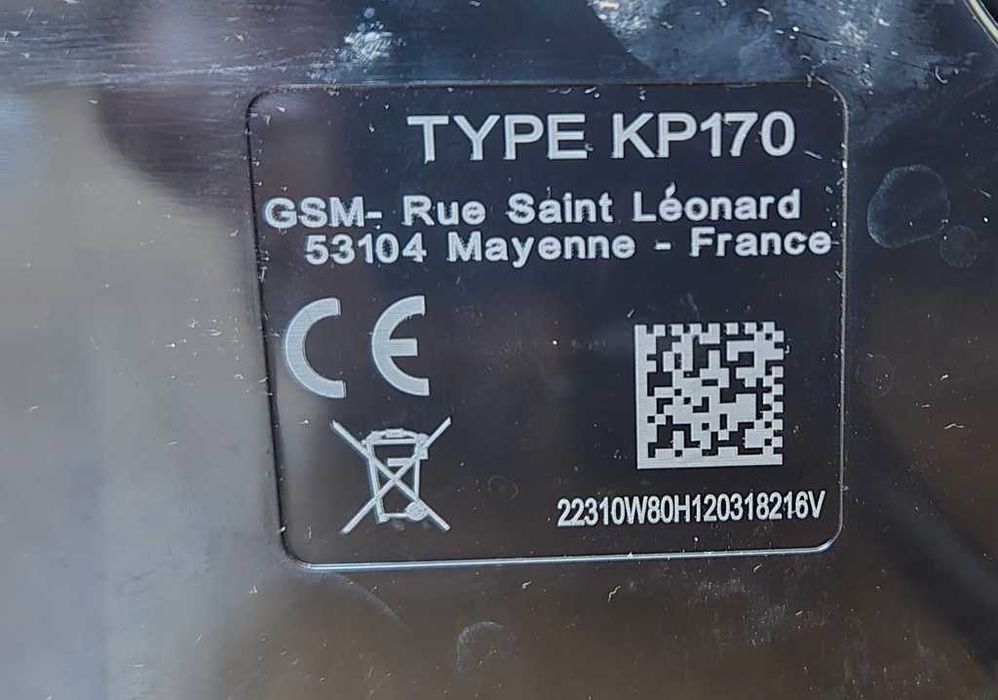 TYPE KP170
GSM- Rue Saint Léonard
53104 Mayenne - France
CE
22310W80H120318216V